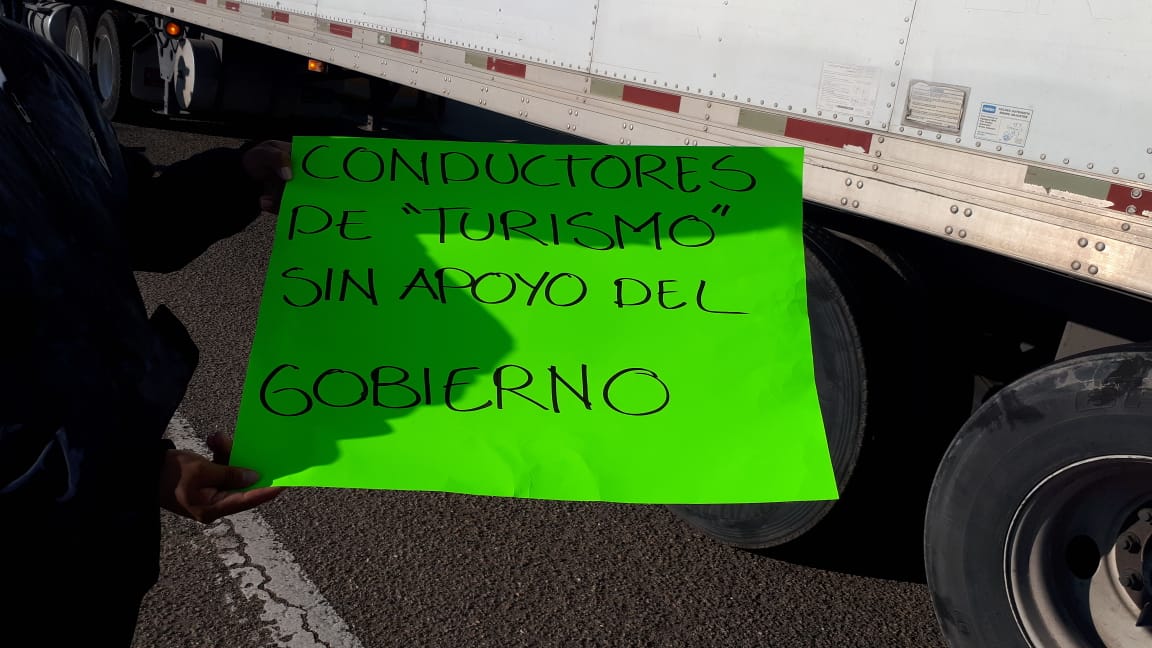 CONDUCTORES
DE "TURISMO"
SIN APOYO DEL
GOBIERNO